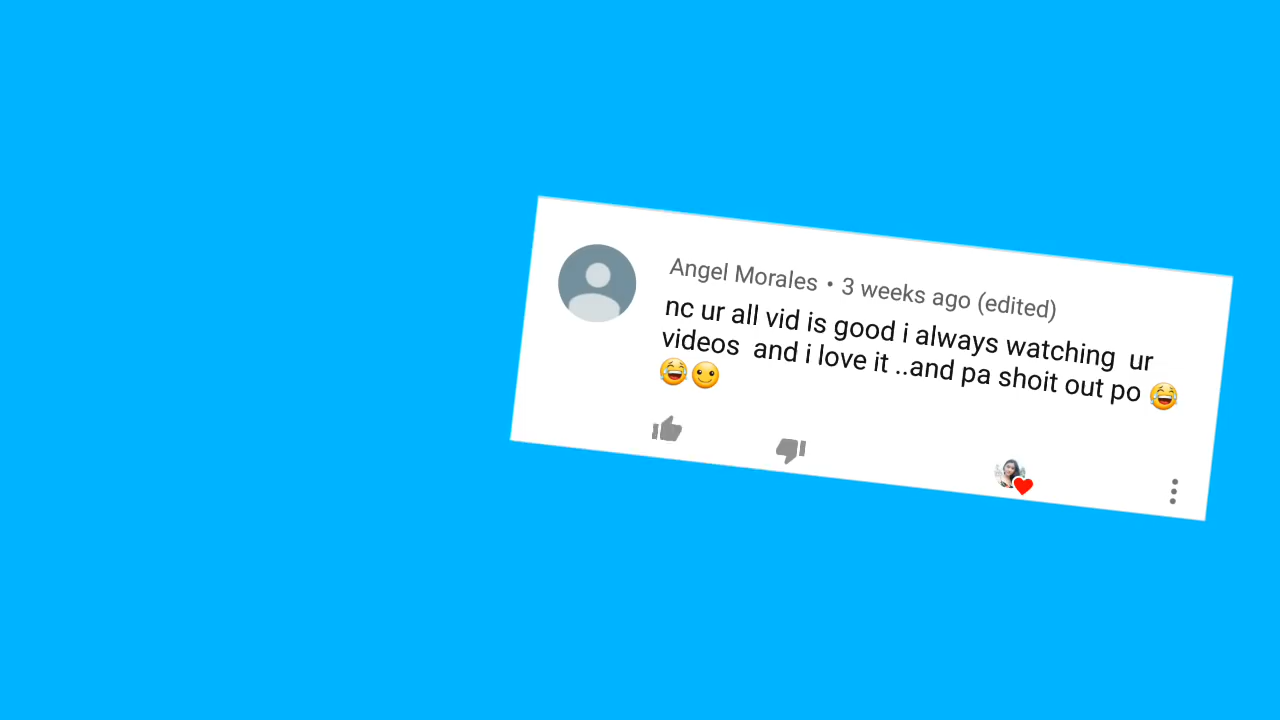 Angel Morales • 3 weeks ago (edited)
nc ur all vid is good i always watching  ur
videos  and i love it ..and pa shoit out po 😂
😂🙂